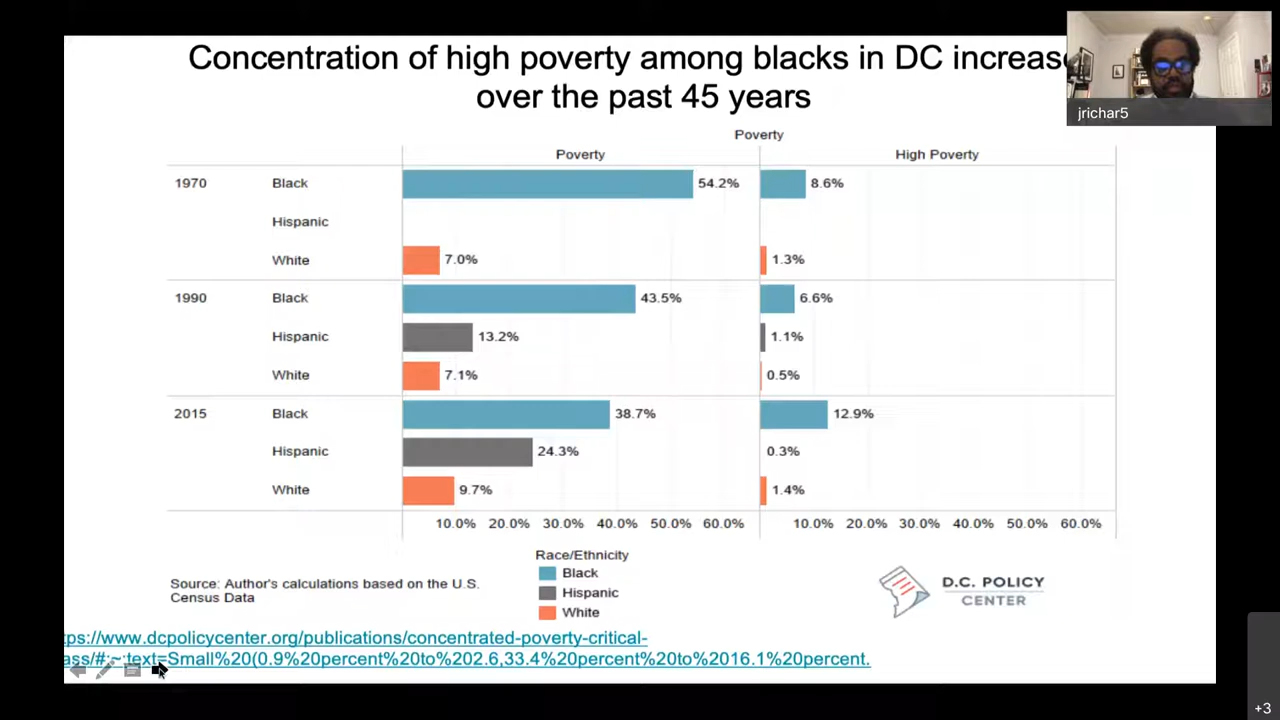 Concentration of high poverty among blacks in DC increase
over the past 45 years
jrichar5
Poverty
Poverty High Poverty
1970 Black 54.2% 8.6%
Hispanic
White 7.0% 1.3%
1990 Black 43.5% 6.6%
Hispanic 13.2% 1.1%
White 7.1% 0.5%
2015 Black 38.7% 12.9%
Hispanic 24.3% 0.3%
White 9.7% 1.4%
10.0% 20.0% 30.0% 40.0% 50.0% 60.0% 10.0% 20.0% 30.0% 40.0% 50.0% 60.0%
Race/Ethnicity
Black
Hispanic
White
Source: Author's calculations based on the U.S.
Census Data
D.C. POLICY
CENTER
tps://www.dcpolicycenter.org/publications/concentrated-poverty-critical-
ass/#:~:text=Small%20(0.9%20percent%20to%202.6,33.4%20percent%20to%2016.1%20percent.
+3